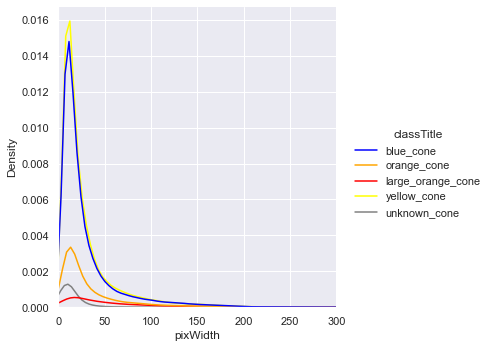 0.016
0.014
0.012
0.010
0.008
0.006
0.004
0.002
0.000
Density
0 50 100 150 200 250 300
pixWidth
classTitle
blue_cone
orange_cone
large_orange_cone
yellow_cone
unknown_cone